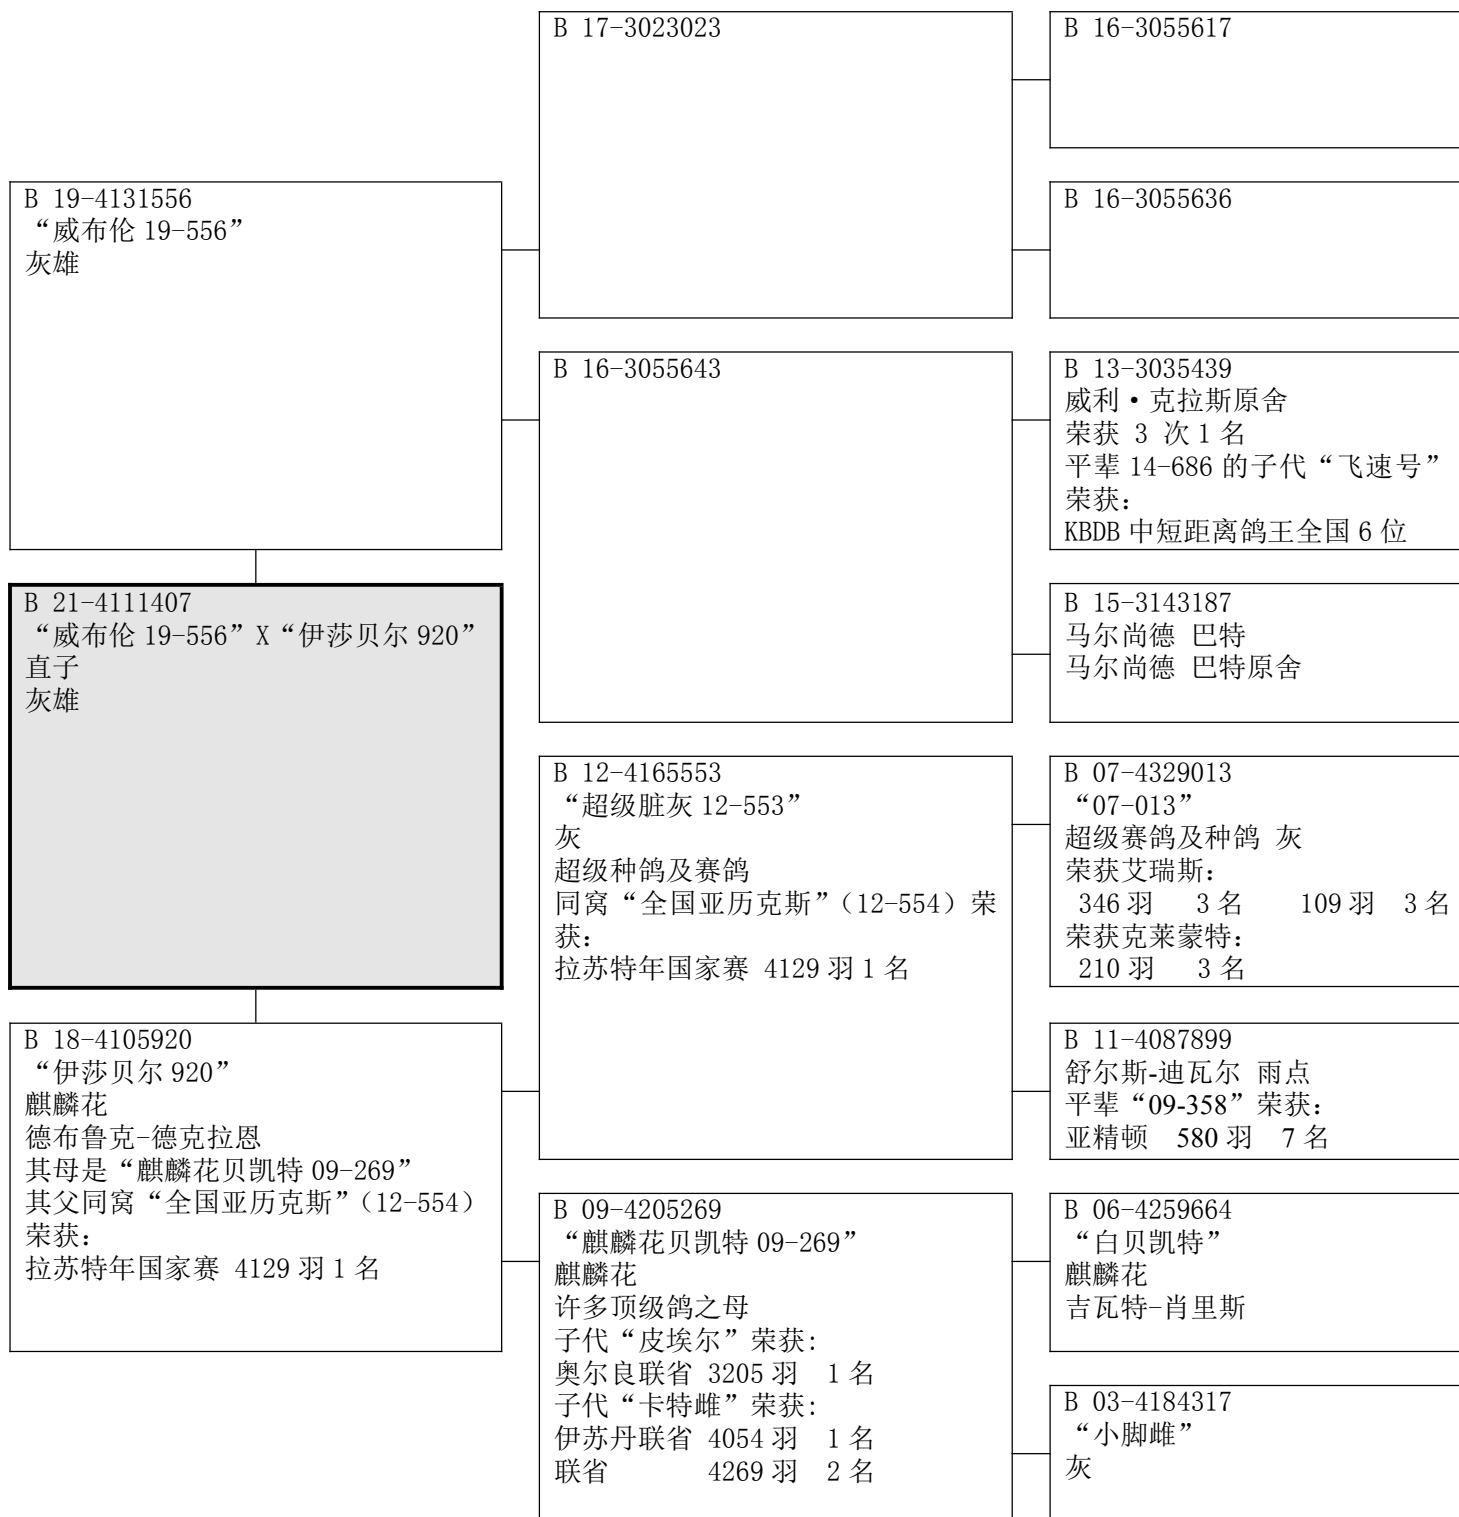 B 19-4131556
“威布伦 19-556”
灰雄
B 21-4111407
“威布伦 19-556”X“伊莎贝尔 920”
直子
灰雄
B 18-4105920
“伊莎贝尔 920”
麒麟花
德布鲁克-德克拉恩
其母是“麒麟花贝凯特 09-269”
其父同窝“全国亚历克斯”（12-554）
荣获：
拉苏特年国家赛 4129 羽 1 名
B 17-3023023
B 16-3055643
B 12-4165553
“超级脏灰 12-553”
灰
超级种鸽及赛鸽
同窝“全国亚历克斯”（12-554）荣
获：
拉苏特年国家赛 4129 羽 1 名
B 09-4205269
“麒麟花贝凯特 09-269”
麒麟花
许多顶级鸽之母
子代“皮埃尔”荣获：
奥尔良联省 3205 羽 1 名
子代“卡特雌”荣获：
伊苏丹联省 4054 羽 1 名
联省 4269 羽 2 名
B 16-3055617
B 16-3055636
B 13-3035439
威利·克拉斯原舍
荣获 3 次 1 名
平辈 14-686 的子代“飞速号”
荣获：
KBDB 中短距离鸽王全国 6 位
B 15-3143187
马尔尚德 巴特
马尔尚德 巴特原舍
B 07-4329013
“07-013”
超级赛鸽及种鸽 灰
荣获艾瑞斯：
346 羽 3 名 109 羽 3 名
荣获克莱蒙特：
210 羽 3 名
B 11-4087899
舒尔斯-迪瓦尔 雨点
平辈“09-358”荣获：
亚精顿 580 羽 7 名
B 06-4259664
“白贝凯特”
麒麟花
吉瓦特-肖里斯
B 03-4184317
“小脚雌”
灰